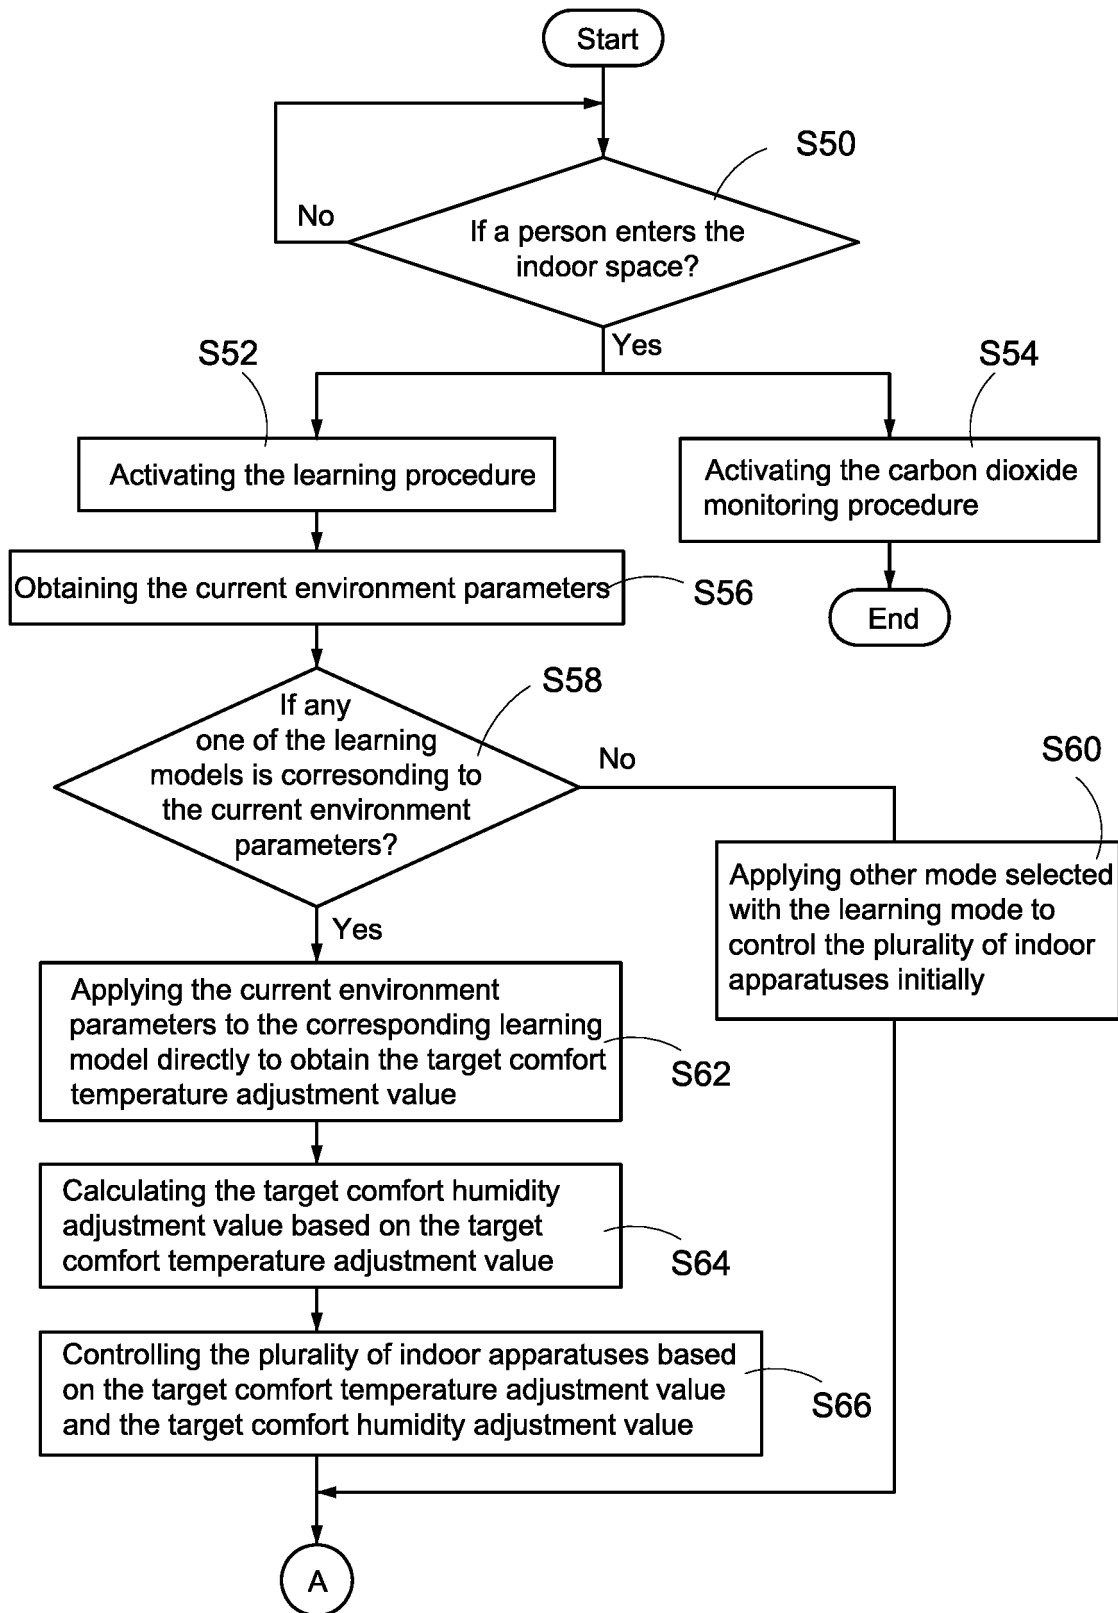 Start
S50
No
If a person enters the
indoor space?
Yes
S52
S54
Activating the learning procedure
Activating the carbon dioxide
monitoring procedure
Obtaining the current environment parameters
S56
End
S58
If any
one of the learning
models is corresonding to
the current environment
parameters?
No
S60
Applying other mode selected
with the learning mode to
control the plurality of indoor
apparatuses initially
Yes
Applying the current environment
parameters to the corresponding learning
model directly to obtain the target comfort
temperature adjustment value
S62
Calculating the target comfort humidity
adjustment value based on the target
comfort temperature adjustment value
S64
Controlling the plurality of indoor apparatuses based
on the target comfort temperature adjustment value
and the target comfort humidity adjustment value
S66
A